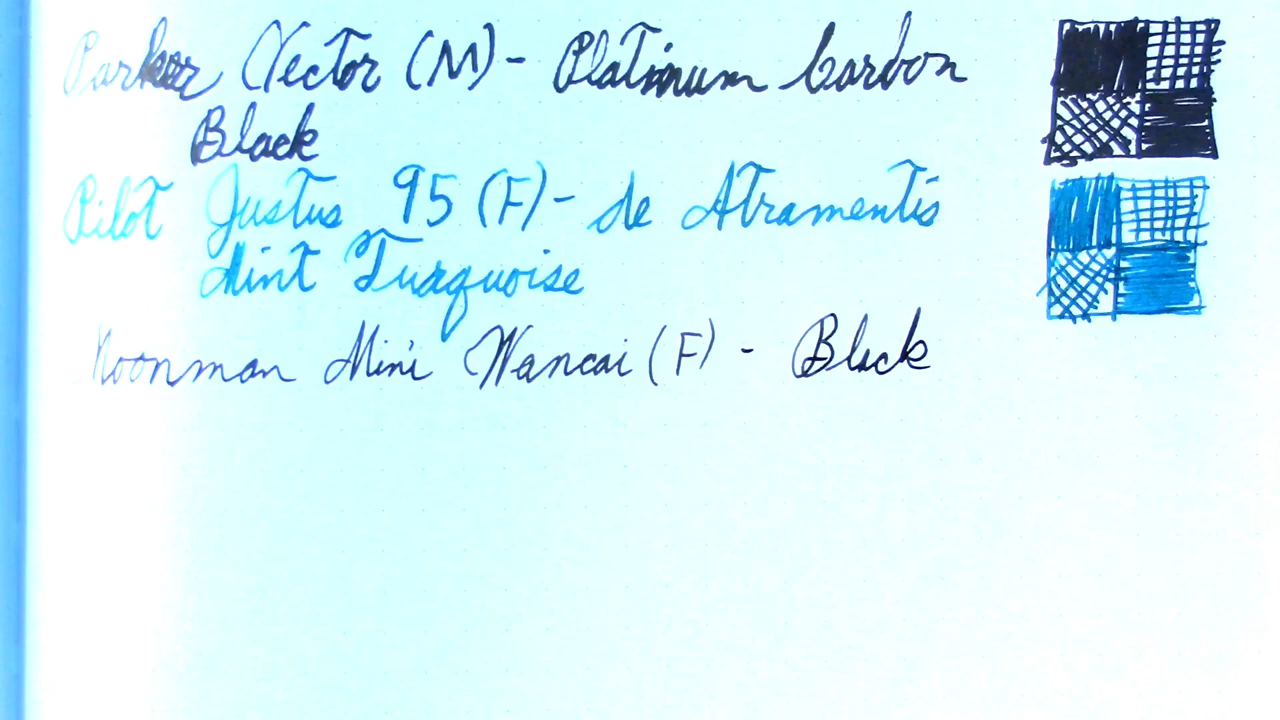 Parker Vector (M) - Platinum Carbon
Black
Pilot Justus 95 (F) - de Atramentis
Mint Turquoise
Moonman Mini Wancai (F) - Black